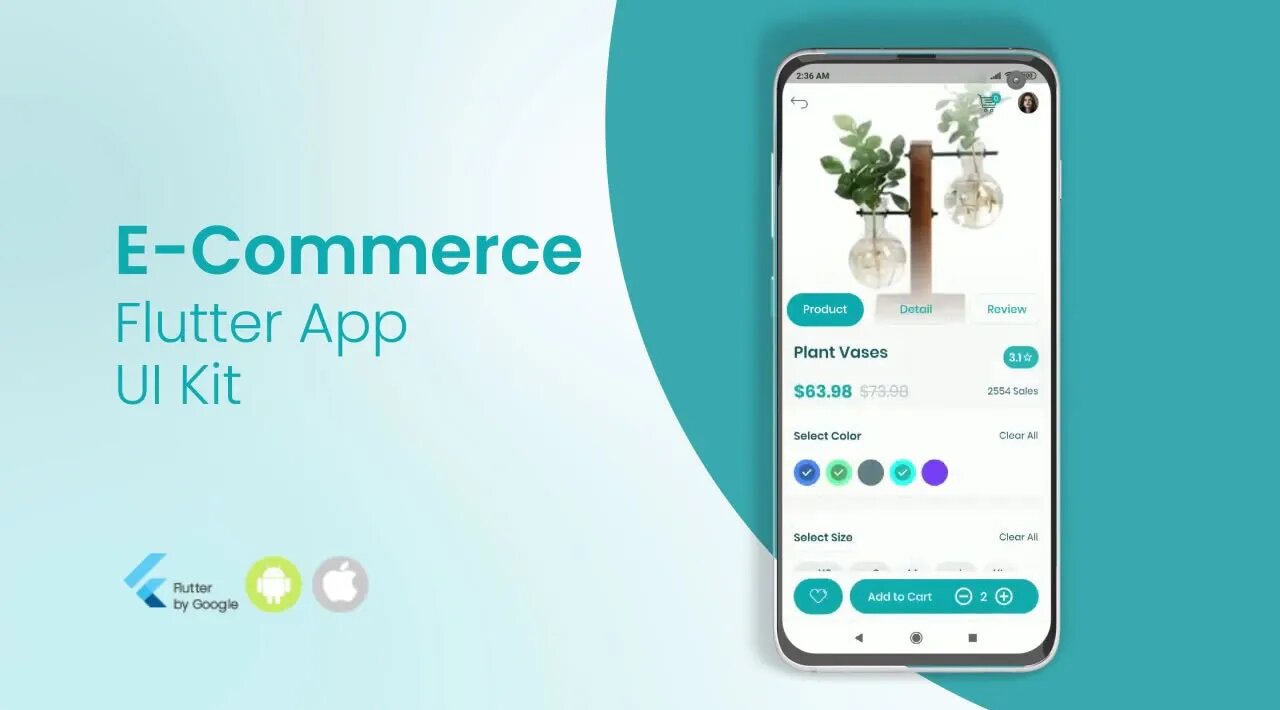 E-Commerce
Flutter App
UI Kit
Flutter
by Google
2:36 AM
0
Product Detail Review
Plant Vases
3.1☆
$63.98 $73.98 2554 Sales
Select Color Clear All
Select Size Clear All
Add to Cart 2